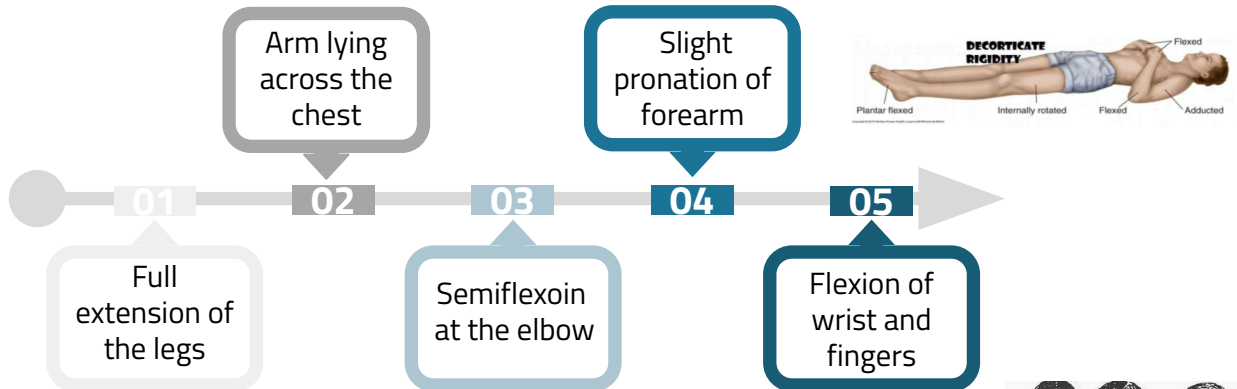 Arm lying
across the
chest
Slight
pronation of
forearm
DECORTICATE
RIGIDITY
Flexed
Plantar flexed
Internally rotated
Flexed
Adducted
01
02
03
04
05
Full
extension of
the legs
Semiflexoin
at the elbow
Flexion of
wrist and
fingers